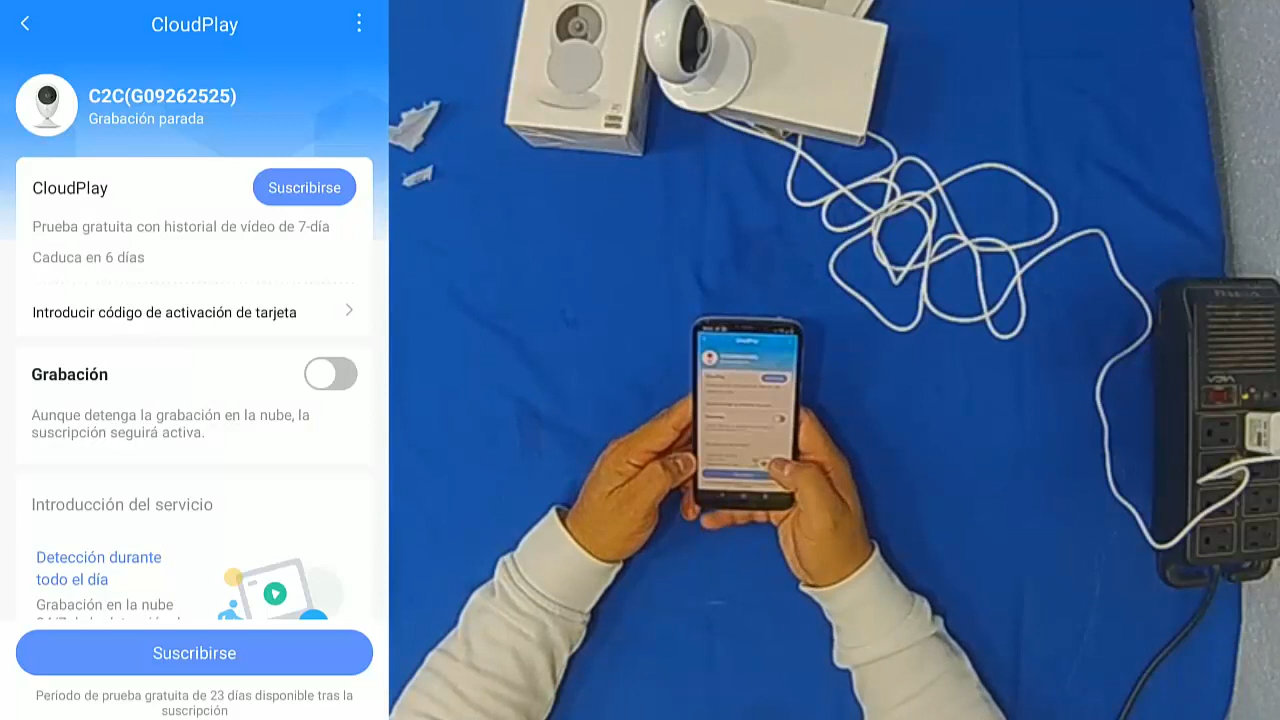 CloudPlay
C2C(G09262525)
Grabación parada
CloudPlay
Suscribirse
Prueba gratuita con historial de vídeo de 7-día
Caduca en 6 días
Introducir código de activación de tarjeta
Grabación
Aunque detenga la grabación en la nube, la
suscripción seguirá activa.
Introducción del servicio
Detección durante
todo el día
Grabación en la nube
Suscribirse
Periodo de prueba gratuita de 23 días disponible tras la
suscripción
CloudPlay